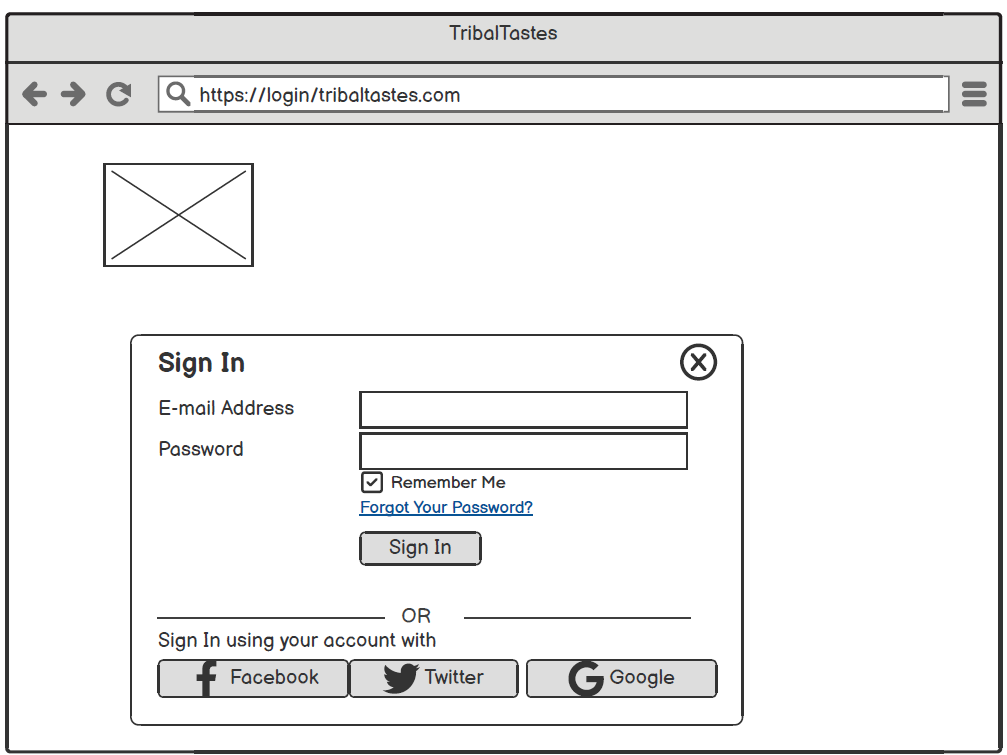 TribalTastes
https://login/tribaltastes.com
Sign In
E-mail Address
Password
Remember Me
Forgot Your Password?
Sign In
OR
Sign In using your account with
Facebook Twitter Google